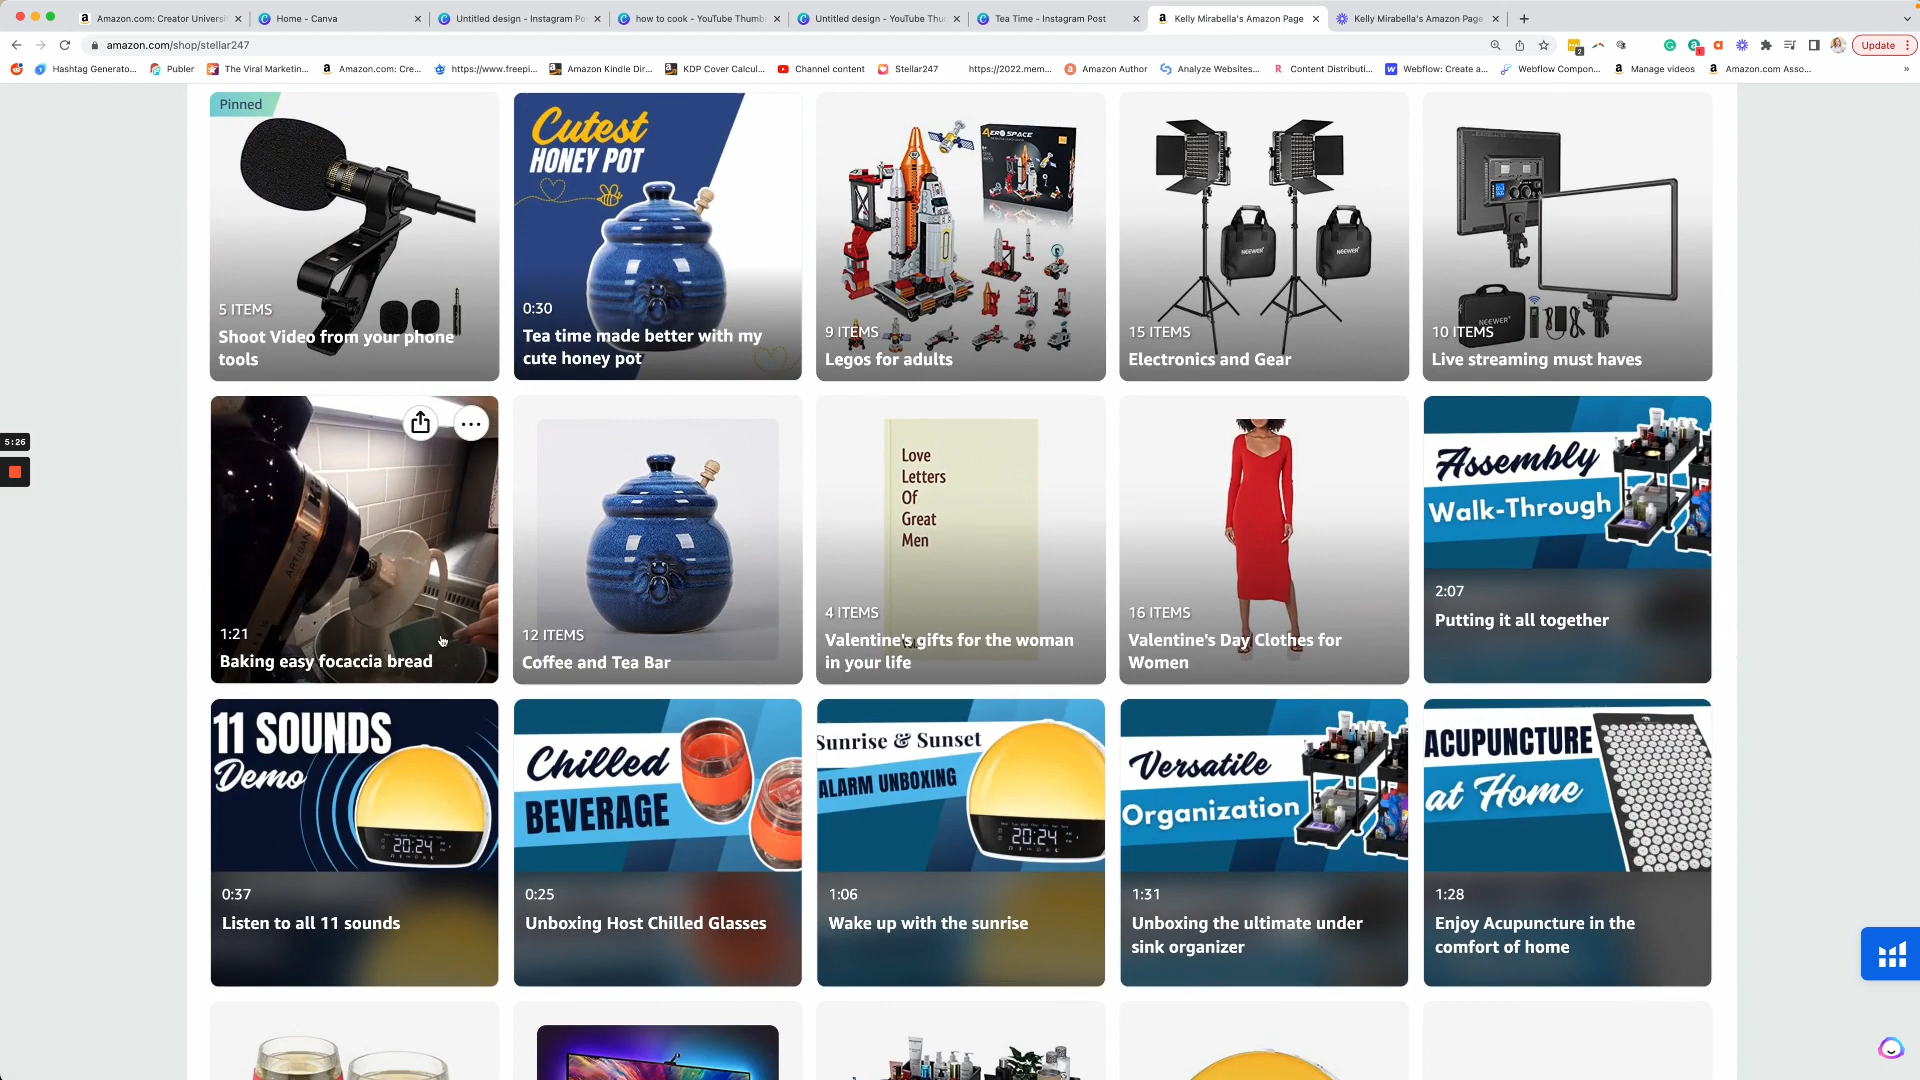 Amazon.com: Creator Universi
Home - Canva
Untitled design - Instagram Po
how to cook - YouTube Thumb
Untitled design - YouTube Thu
Tea Time - Instagram Post
Kelly Mirabella's Amazon Page
Kelly Mirabella's Amazon Page
amazon.com/shop/stellar247
Update
Hashtag Generato...
Publer
The Viral Marketin...
Amazon.com: Cre...
https://www.freepi...
Amazon Kindle Dir...
KDP Cover Calcul...
Channel content
Stellar247
https://2022.mem...
Amazon Author
Analyze Websites...
Content Distributi...
Webflow: Create a...
Webflow Compon...
Manage videos
Amazon.com Asso...
Pinned
5 ITEMS
Shoot Video from your phone
tools
Cutest
HONEY POT
0:30
Tea time made better with my
cute honey pot
AEROSPACE
9 ITEMS
Legos for adults
NEEWER
NEEWER
15 ITEMS
Electronics and Gear
NEEWER
10 ITEMS
Live streaming must haves
5:26
ARTISAN
1:21
Baking easy focaccia bread
12 ITEMS
Coffee and Tea Bar
Love
Letters
Of
Great
Men
4 ITEMS
Valentine's gifts for the woman
in your life
16 ITEMS
Valentine's Day Clothes for
Women
Assembly
Walk-Through
2:07
Putting it all together
11 SOUNDS
Demo
20:24
0:37
Listen to all 11 sounds
Chilled
BEVERAGE
0:25
Unboxing Host Chilled Glasses
Sunrise & Sunset
ALARM UNBOXING
20:24
1:06
Wake up with the sunrise
Versatile
Organization
1:31
Unboxing the ultimate under
sink organizer
ACUPUNCTURE
at Home
1:28
Enjoy Acupuncture in the
comfort of home